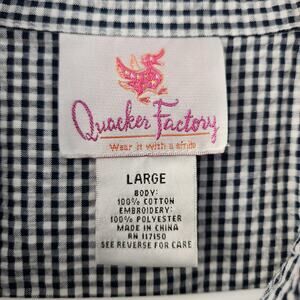 Quacker Factory
Wear it with a smile
LARGE
BODY:
100% COTTON
EMBROIDERY:
100% POLYESTER
MADE IN CHINA
RN 117150
SEE REVERSE FOR CARE